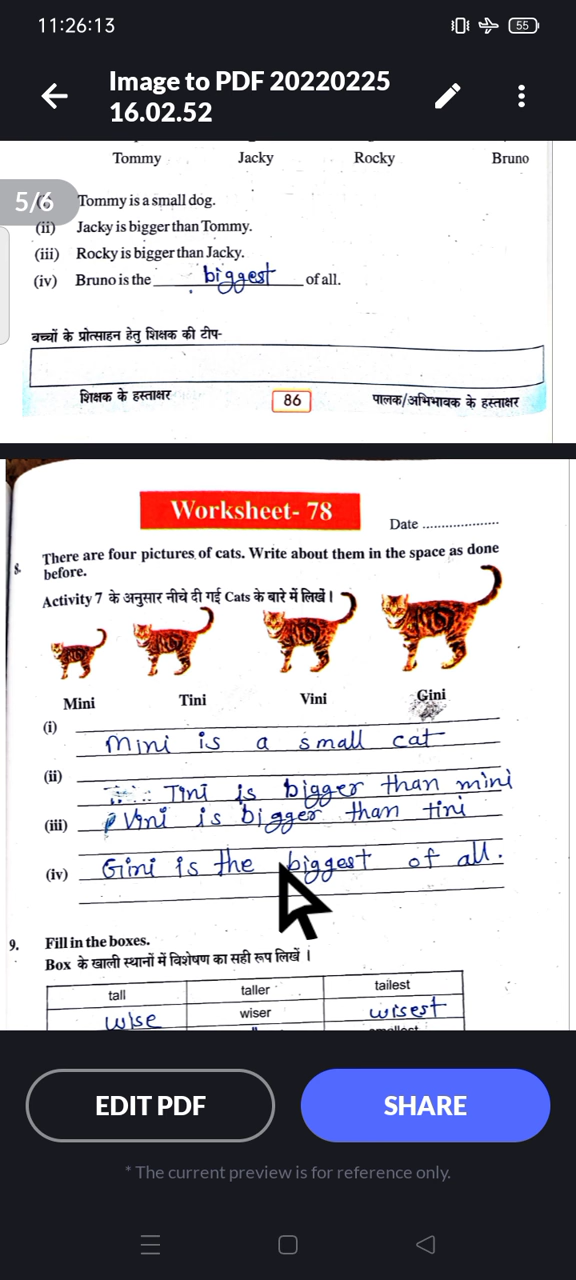 11:26:13
55
Image to PDF 20220225
16.02.52
Tommy Jacky Rocky Bruno
5/6
Tommy is a small dog.
(ii) Jacky is bigger than Tommy.
(iii) Rocky is bigger than Jacky.
(iv) Bruno is the biggest of all.
बच्चों के प्रोत्साहन हेतु शिक्षक की टीप-
शिक्षक के हस्ताक्षर 86 पालक/अभिभावक के हस्ताक्षर
Worksheet- 78
Date ....................
8. There are four pictures of cats. Write about them in the space as done
before.
Activity 7 के अनुसार नीचे दी गई Cats के बारे में लिखें।
Mini Tini Vini Gini
(i) Mini is a small cat
(ii) Tini is bigger than mini
(iii) Vini is bigger than tini
(iv) Gini is the biggest of all.
9. Fill in the boxes.
Box के खाली स्थानों में विशेषण का सही रूप लिखें ।
tall taller tailest
wise wiser wisest
EDIT PDF SHARE
* The current preview is for reference only.